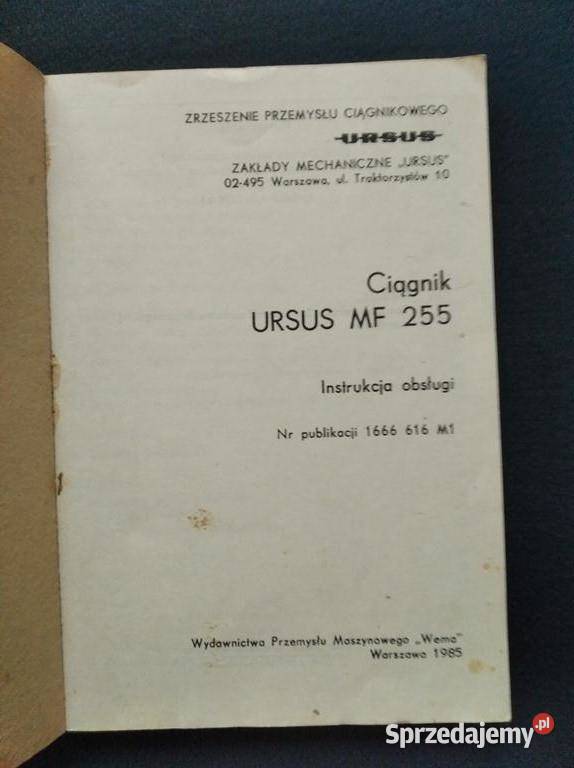 ZRZESZENIE PRZEMYSŁU CIĄGNIKOWEGO
URSUS
ZAKŁADY MECHANICZNE „URSUS"
02-495 Warszawa, ul. Traktorzystów 10
Ciągnik
URSUS MF 255
Instrukcja obsługi
Nr publikacji 1666 616 M1
Wydawnictwa Przemysłu Maszynowego „Wema"
Warszawa 1985
Sprzedajemy.pl